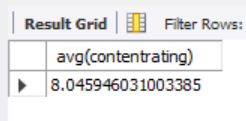 Result Grid Filter Rows:
avg(contentrating)
8.045946031003385